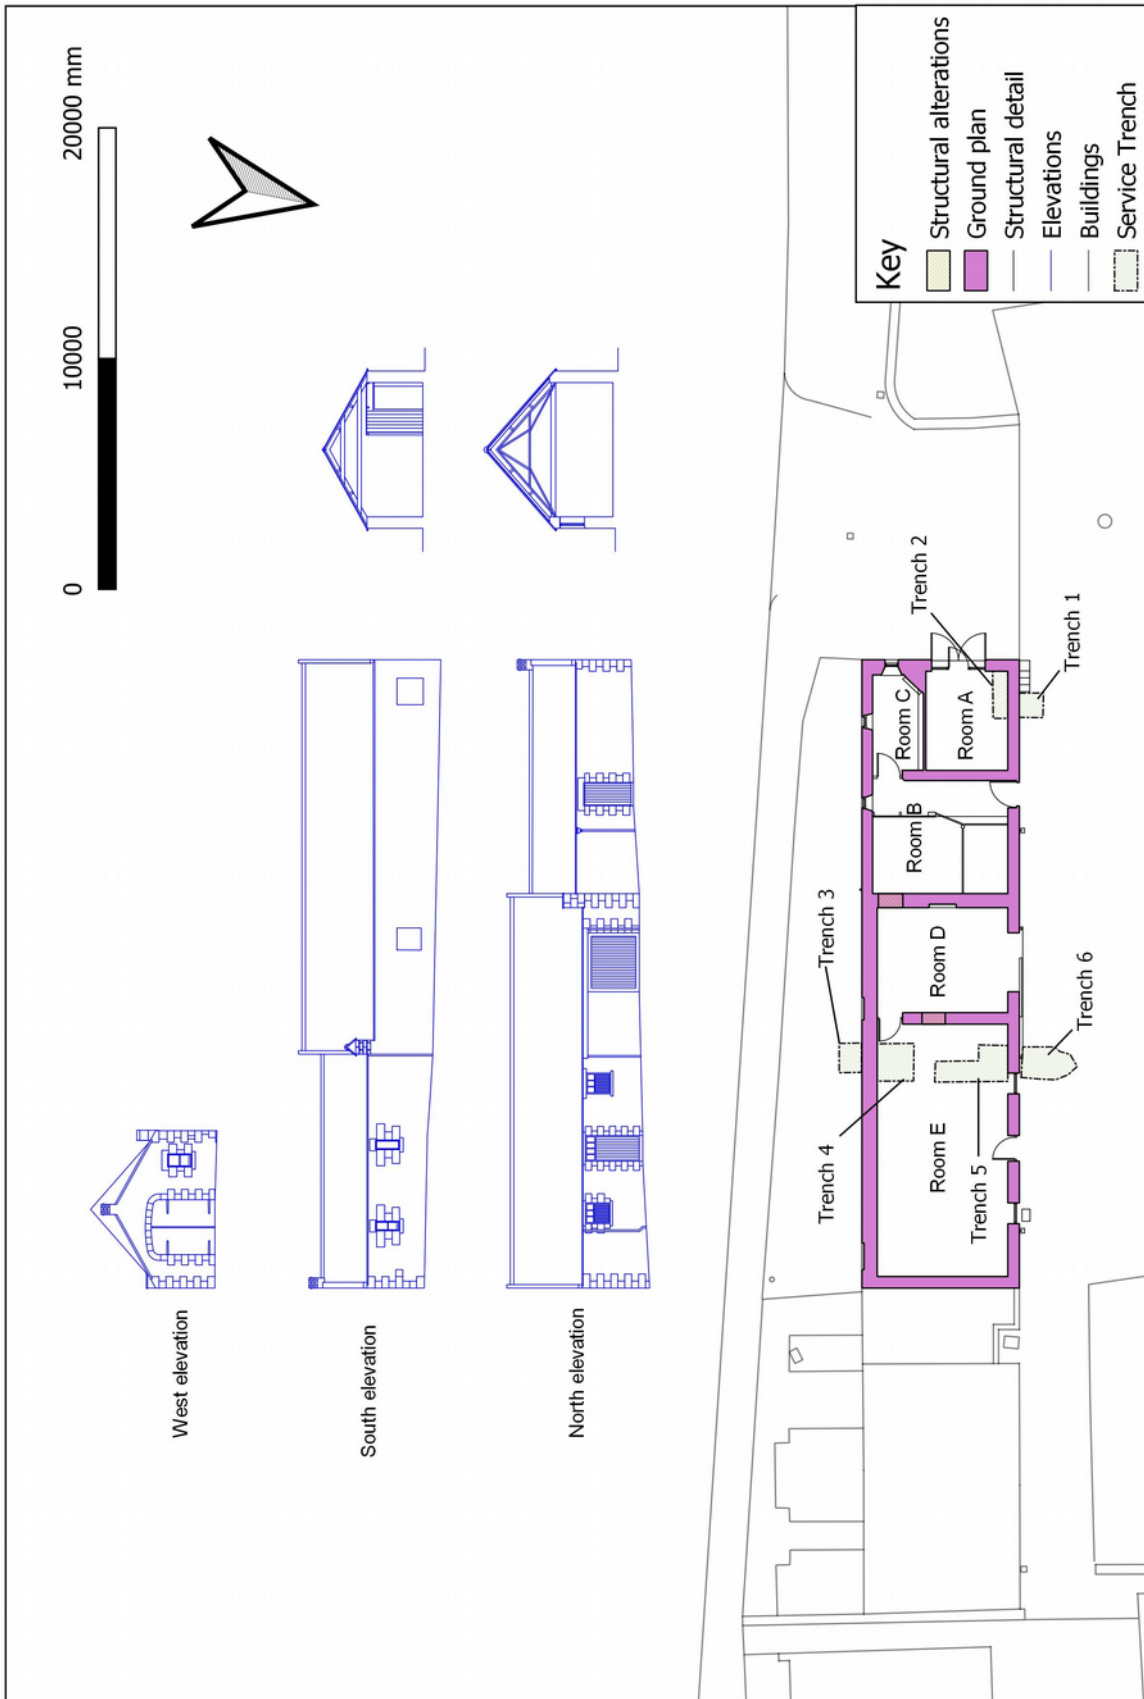 0
10000
20000 mm
West elevation
South elevation
North elevation
Trench 3
Trench 2
Room C
Room B
Room A
Room D
Room E
Trench 4
Trench 5
Trench 6
Trench 1
Key
Structural alterations
Ground plan
Structural detail
Elevations
Buildings
Service Trench